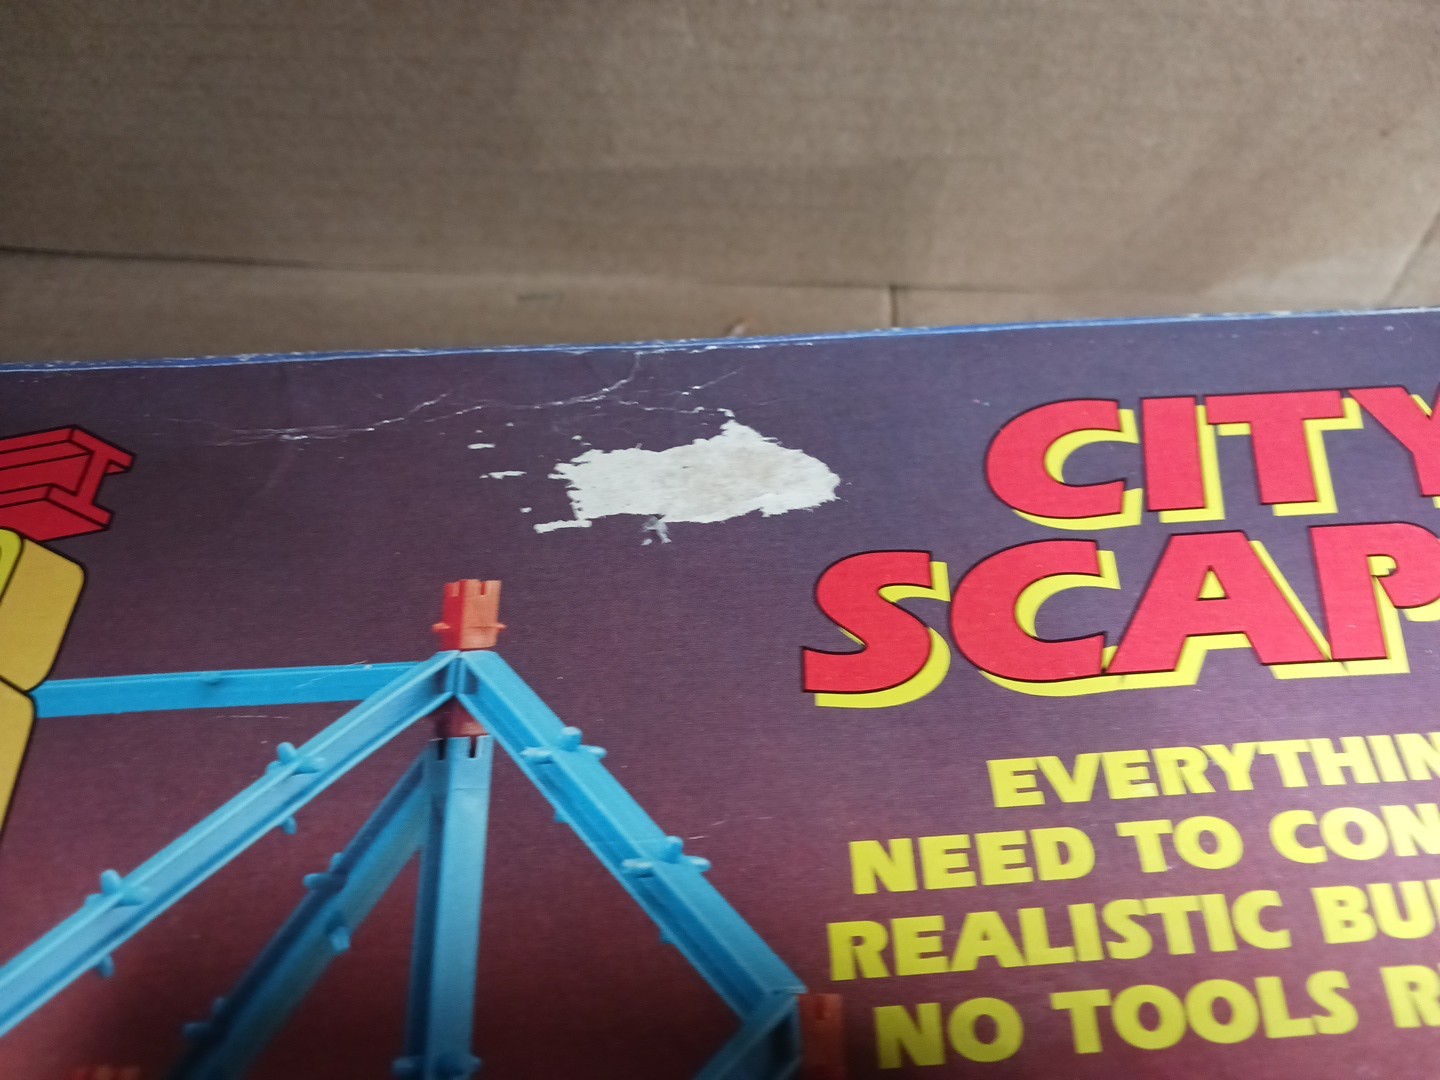 CITY
SCAP
EVERYTHIN
NEED TO CON
REALISTIC BU
NO TOOLS R